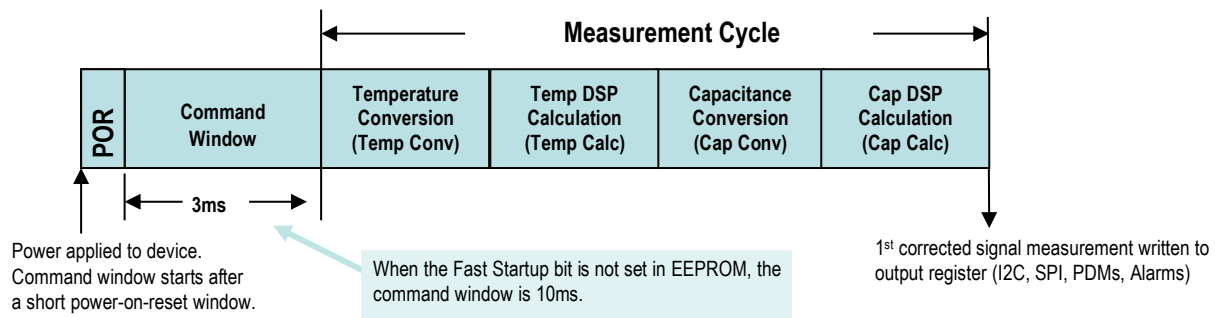 Measurement Cycle
POR
Command
Window
Temperature
Conversion
(Temp Conv)
Temp DSP
Calculation
(Temp Calc)
Capacitance
Conversion
(Cap Conv)
Cap DSP
Calculation
(Cap Calc)
3ms
Power applied to device.
Command window starts after
a short power-on-reset window.
When the Fast Startup bit is not set in EEPROM, the
command window is 10ms.
1st corrected signal measurement written to
output register (I2C, SPI, PDMs, Alarms)